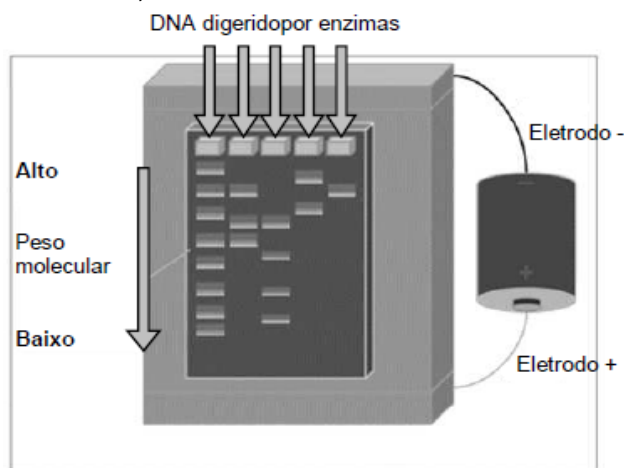 DNA digeridopor enzimas
Eletrodo -
Alto
Peso
molecular
Baixo
Eletrodo +